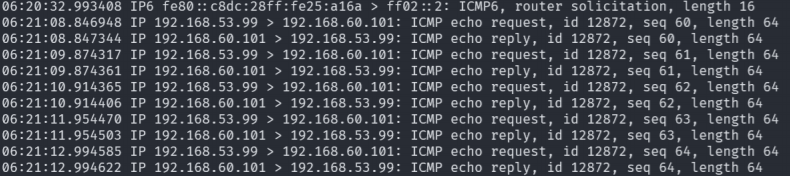 06:20:32.993408 IP6 fe80::c8dc:28ff:fe25:a16a > ff02::2: ICMP6, router solicitation, length 16
06:21:08.846948 IP 192.168.53.99 > 192.168.60.101: ICMP echo request, id 12872, seq 60, length 64
06:21:08.847344 IP 192.168.60.101 > 192.168.53.99: ICMP echo reply, id 12872, seq 60, length 64
06:21:09.874317 IP 192.168.53.99 > 192.168.60.101: ICMP echo request, id 12872, seq 61, length 64
06:21:09.874361 IP 192.168.60.101 > 192.168.53.99: ICMP echo reply, id 12872, seq 61, length 64
06:21:10.914365 IP 192.168.53.99 > 192.168.60.101: ICMP echo request, id 12872, seq 62, length 64
06:21:10.914406 IP 192.168.60.101 > 192.168.53.99: ICMP echo reply, id 12872, seq 62, length 64
06:21:11.954470 IP 192.168.53.99 > 192.168.60.101: ICMP echo request, id 12872, seq 63, length 64
06:21:11.954503 IP 192.168.60.101 > 192.168.53.99: ICMP echo reply, id 12872, seq 63, length 64
06:21:12.994585 IP 192.168.53.99 > 192.168.60.101: ICMP echo request, id 12872, seq 64, length 64
06:21:12.994622 IP 192.168.60.101 > 192.168.53.99: ICMP echo reply, id 12872, seq 64, length 64